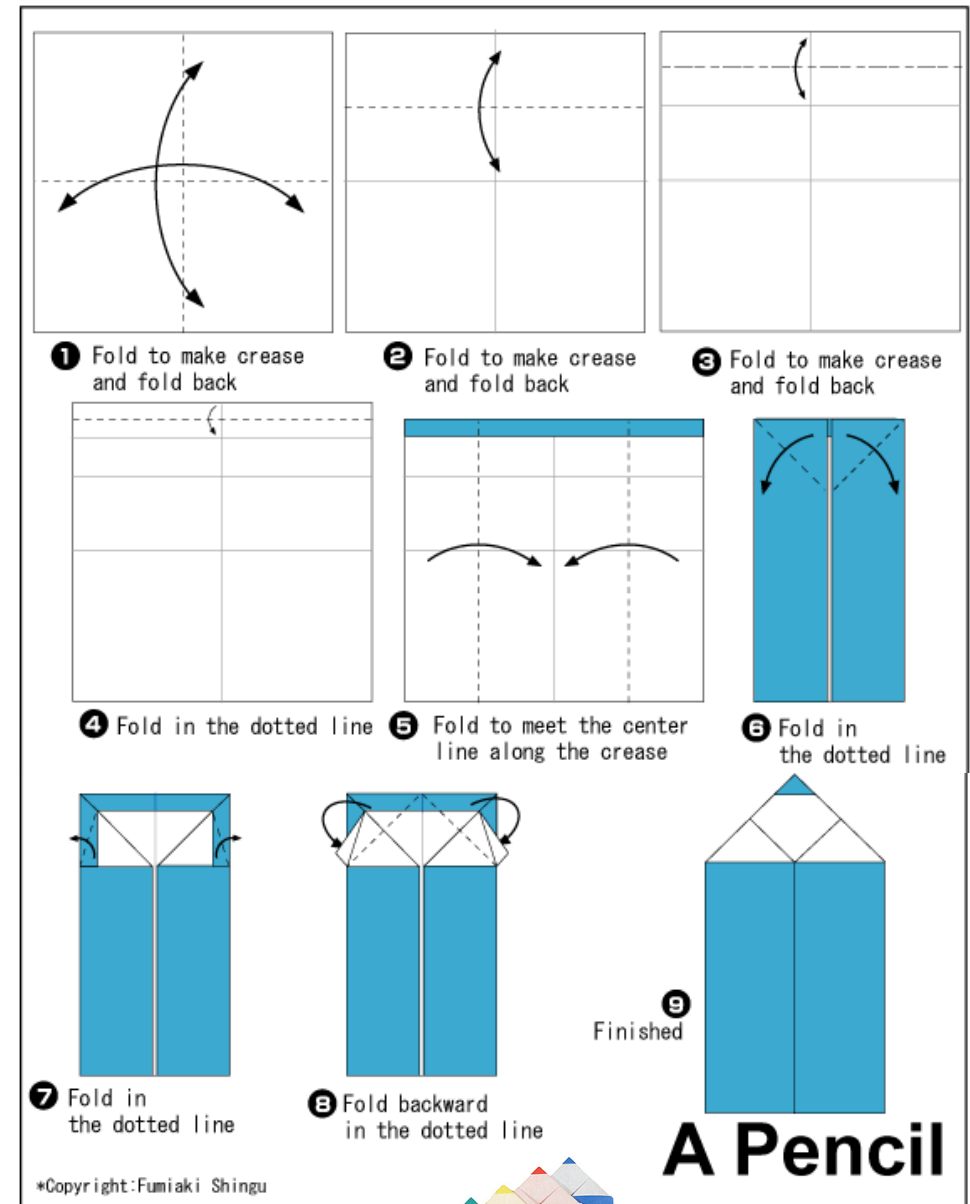 1 Fold to make crease
and fold back
2 Fold to make crease
and fold back
3 Fold to make crease
and fold back
4 Fold in the dotted line
5 Fold to meet the center
line along the crease
6 Fold in
the dotted line
7 Fold in
the dotted line
8 Fold backward
in the dotted line
9
Finished
A Pencil
*Copyright:Fumiaki Shingu